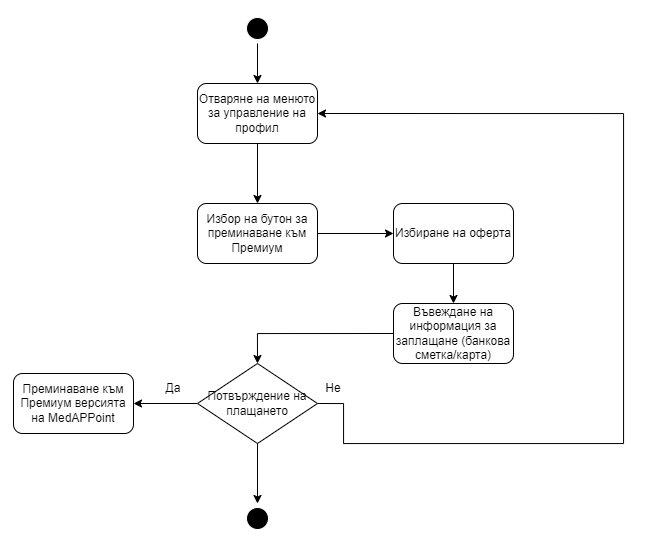 Отваряне на менюто
за управление на
профил
Избор на бутон за
преминаване към
Премиум
Избиране на оферта
Въвеждане на
информация за
заплащане (банкова
сметка/карта)
Потвърждение на
плащането
Да
Не
Преминаване към
Премиум версията
на MedAPPoint